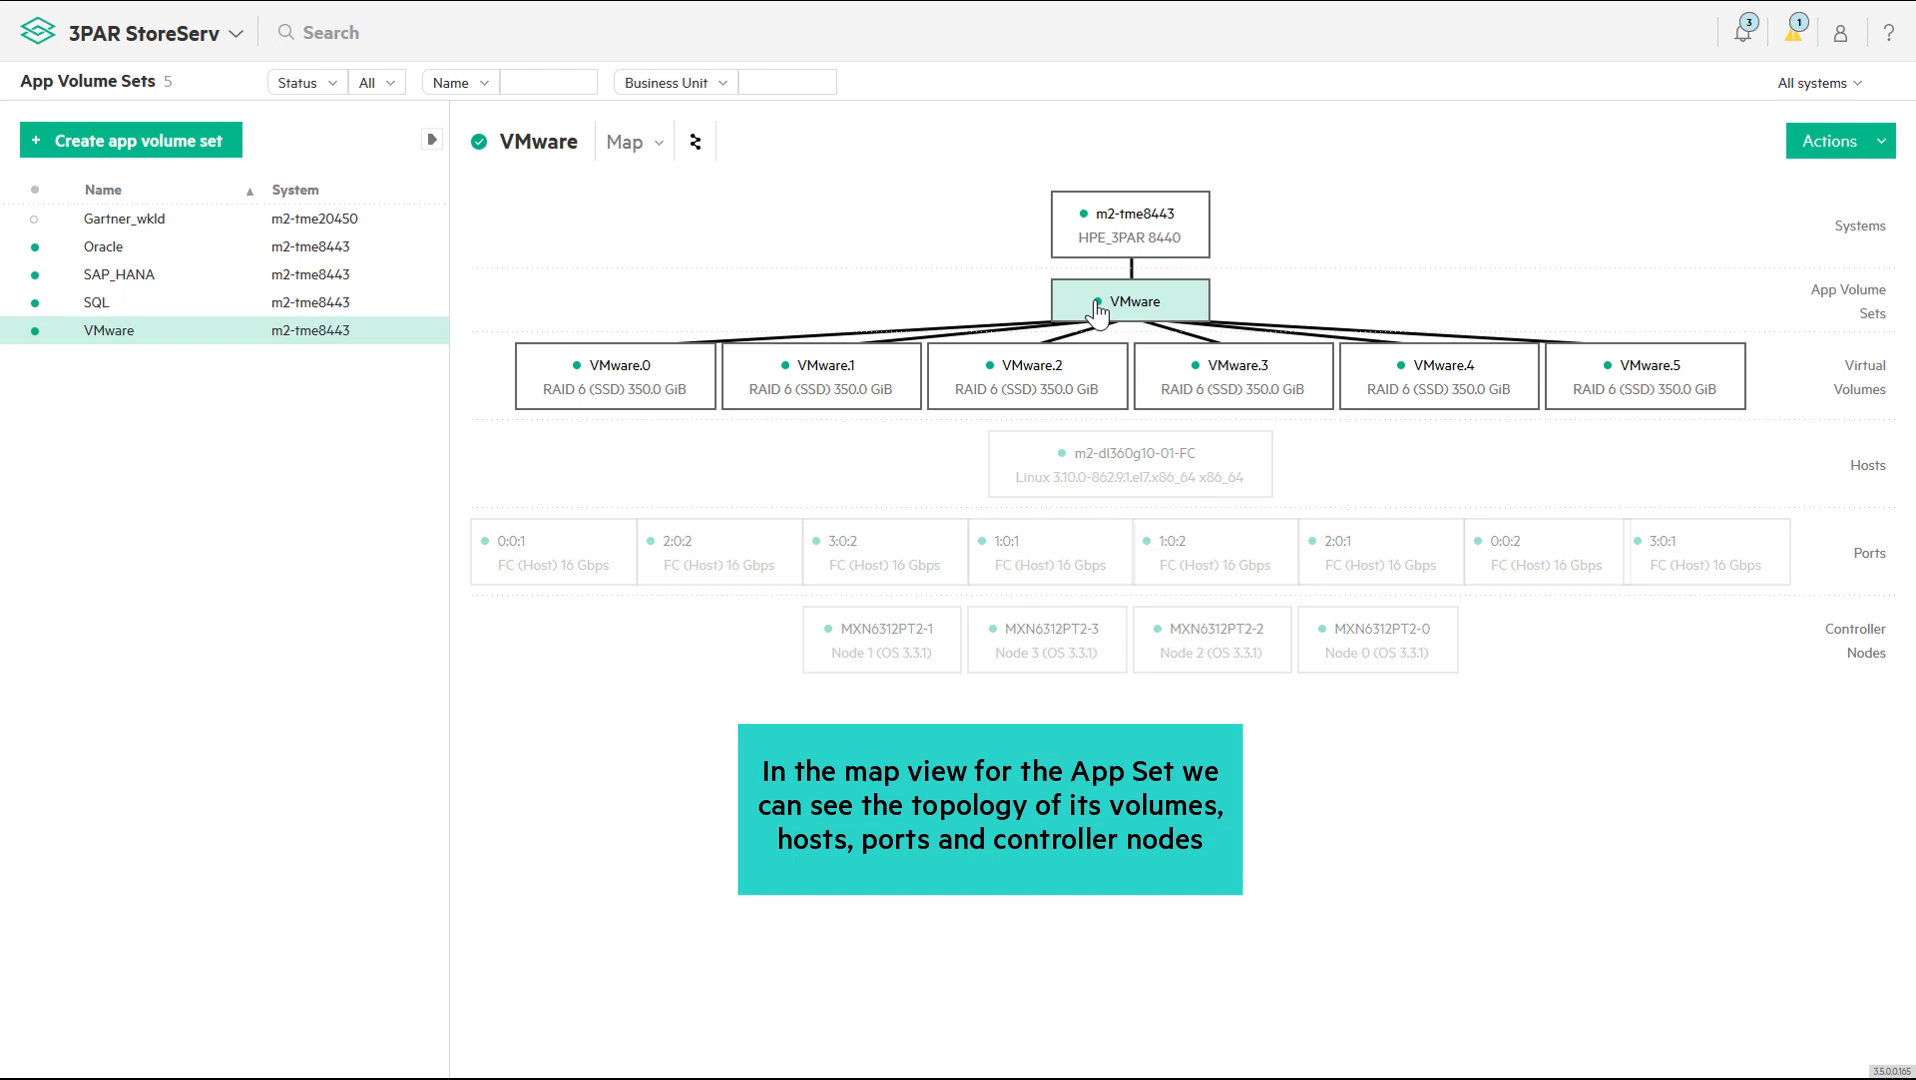 3PAR StoreServ
Search
3
1
?
App Volume Sets 5
Status
All
Name
Business Unit
All systems
+ Create app volume set
VMware
Map
Actions
Name System
Gartner_wkld m2-tme20450
Oracle m2-tme8443
SAP_HANA m2-tme8443
SQL m2-tme8443
VMware m2-tme8443
m2-tme8443
HPE_3PAR 8440
Systems
VMware
App Volume
Sets
VMware.0
RAID 6 (SSD) 350.0 GiB
VMware.1
RAID 6 (SSD) 350.0 GiB
VMware.2
RAID 6 (SSD) 350.0 GiB
VMware.3
RAID 6 (SSD) 350.0 GiB
VMware.4
RAID 6 (SSD) 350.0 GiB
VMware.5
RAID 6 (SSD) 350.0 GiB
Virtual
Volumes
m2-dl360g10-01-FC
Linux 3.10.0-862.9.1.el7.x86_64 x86_64
Hosts
0:0:1
FC (Host) 16 Gbps
2:0:2
FC (Host) 16 Gbps
3:0:2
FC (Host) 16 Gbps
1:0:1
FC (Host) 16 Gbps
1:0:2
FC (Host) 16 Gbps
2:0:1
FC (Host) 16 Gbps
0:0:2
FC (Host) 16 Gbps
3:0:1
FC (Host) 16 Gbps
Ports
MXN6312PT2-1
Node 1 (OS 3.3.1)
MXN6312PT2-3
Node 3 (OS 3.3.1)
MXN6312PT2-2
Node 2 (OS 3.3.1)
MXN6312PT2-0
Node 0 (OS 3.3.1)
Controller
Nodes
In the map view for the App Set we
can see the topology of its volumes,
hosts, ports and controller nodes
3.5.0.0.165